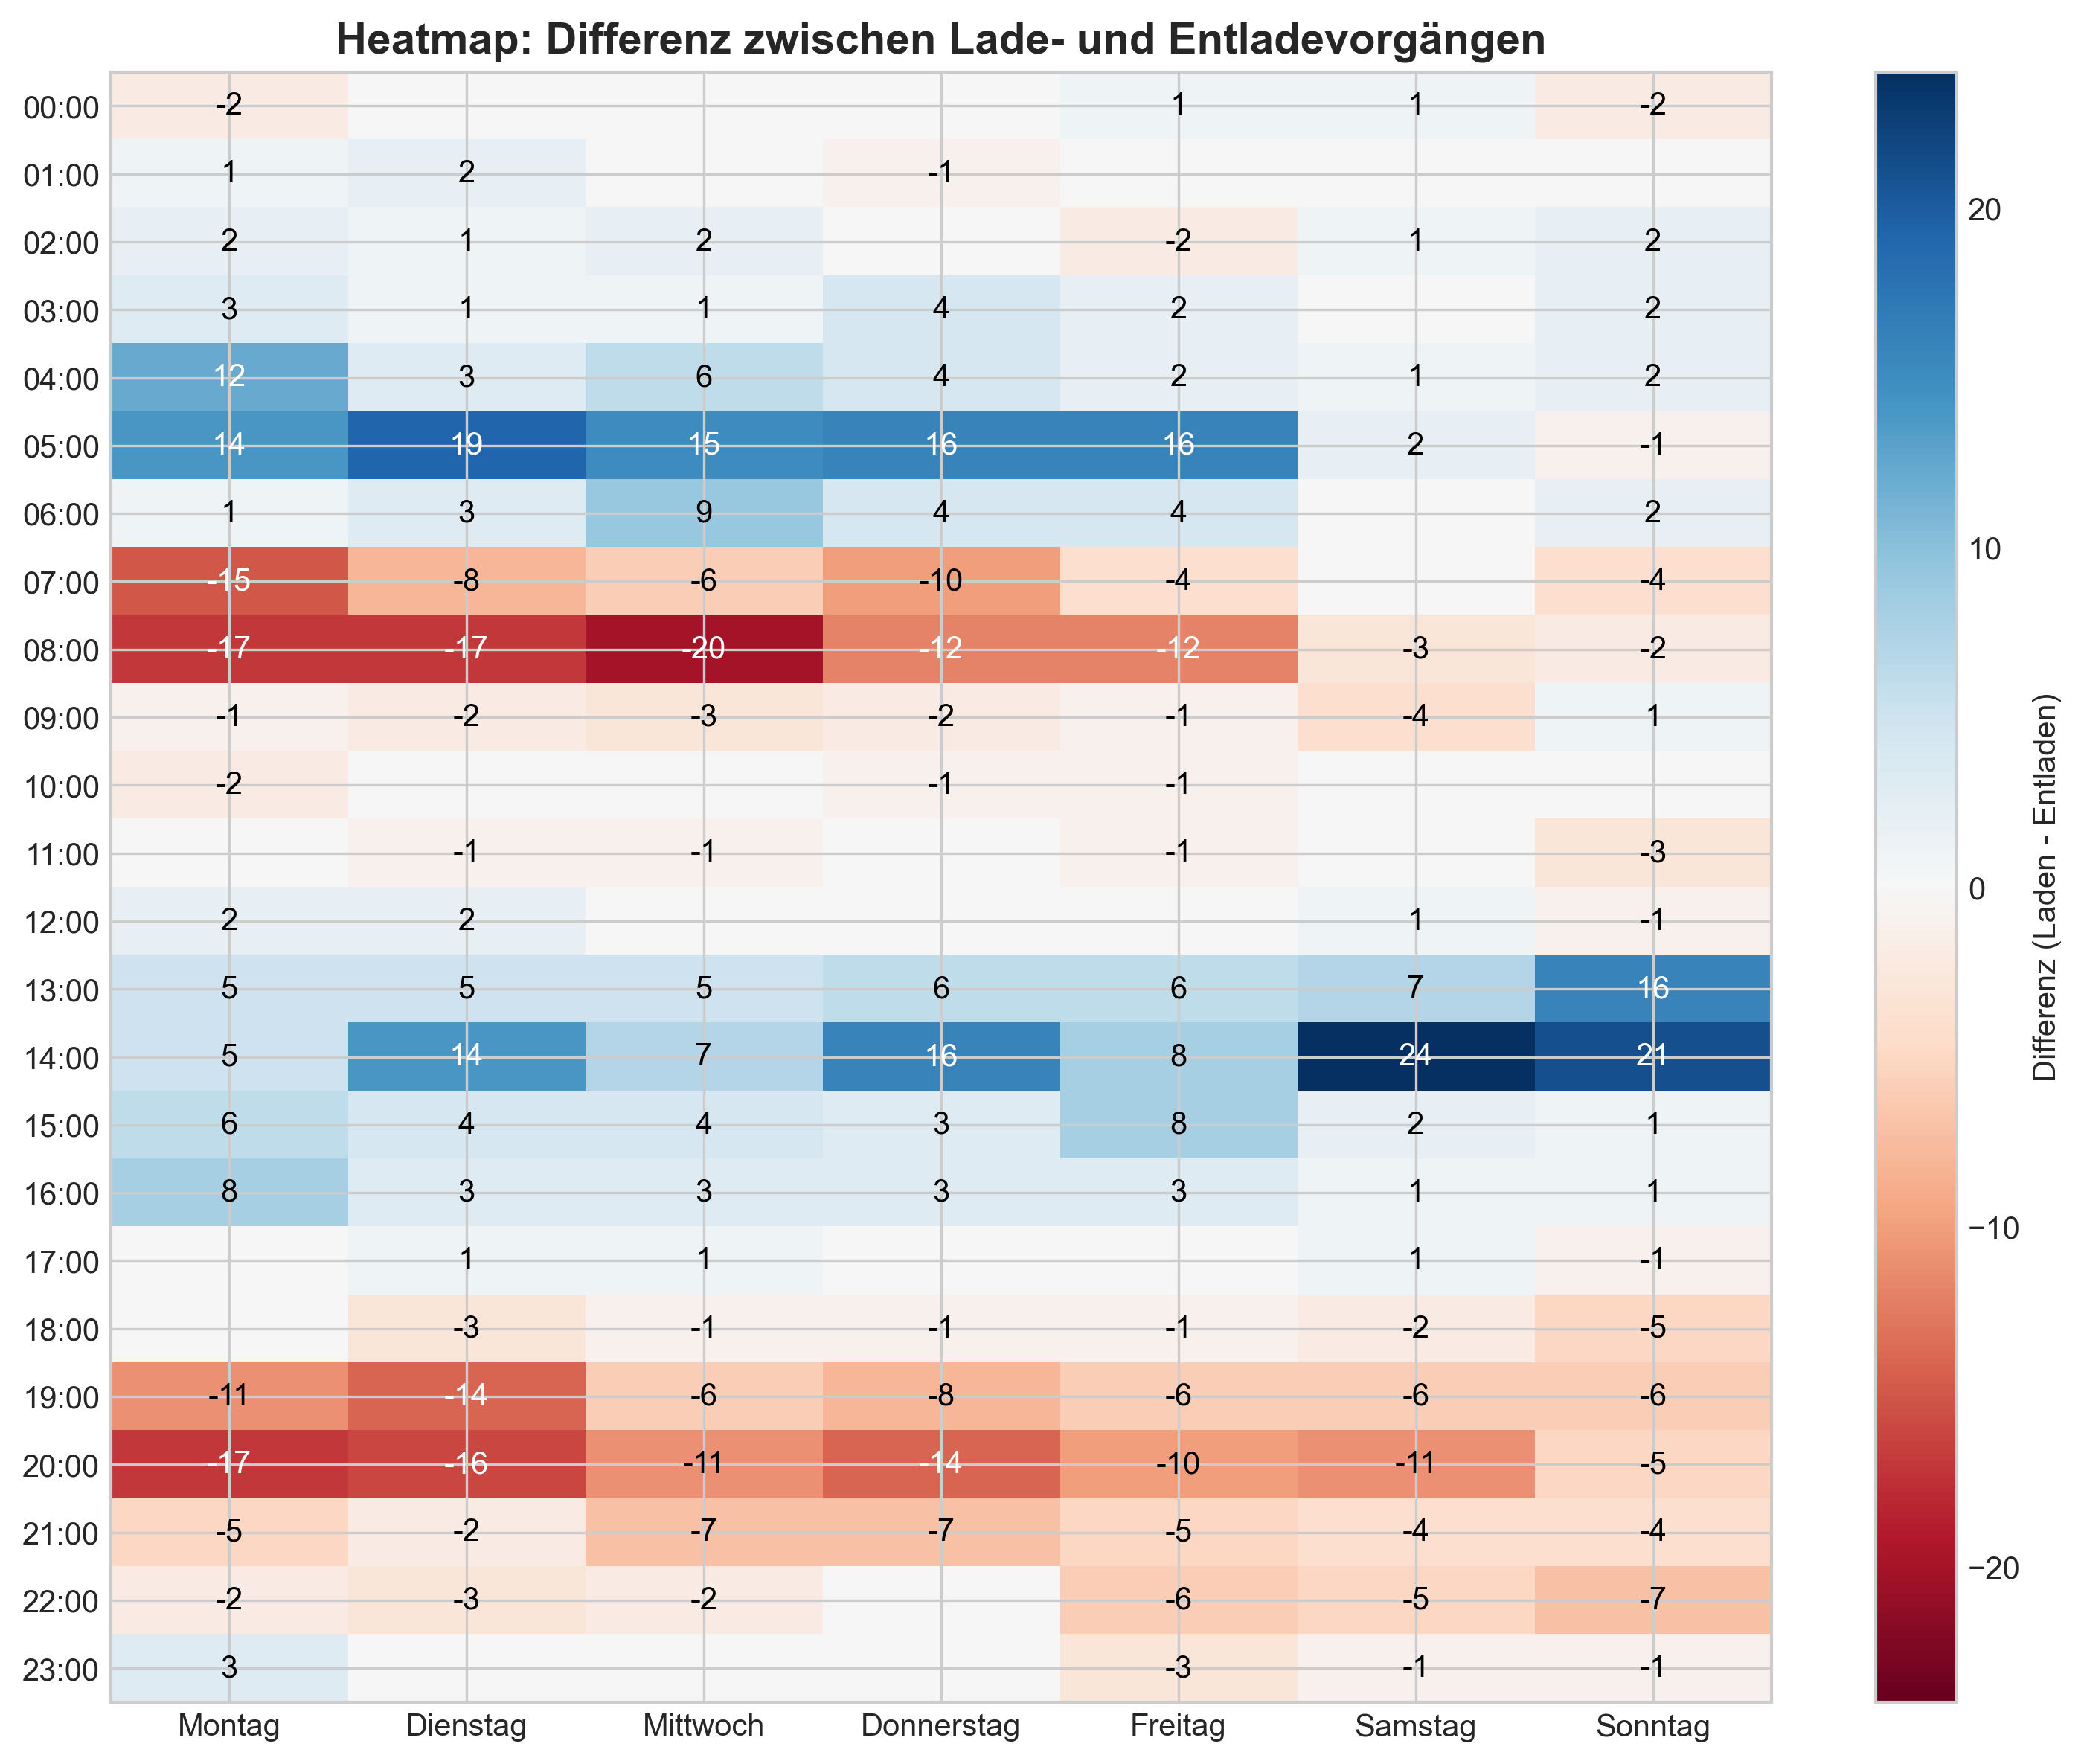 Heatmap: Differenz zwischen Lade- und Entladevorgängen
00:00 -2 1 1 -2
01:00 1 2 -1
02:00 2 1 2 -2 1 2
03:00 3 1 1 4 2 2
04:00 12 3 6 4 2 1 2
05:00 14 19 15 16 16 2 -1
06:00 1 3 9 4 4 2
07:00 -15 -8 -6 -10 -4 -4
08:00 -17 -17 -20 -12 -12 -3 -2
09:00 -1 -2 -3 -2 -1 -4 1
10:00 -2 -1 -1
11:00 -1 -1 -1 -3
12:00 2 2 1 -1
13:00 5 5 5 6 6 7 16
14:00 5 14 7 16 8 24 21
15:00 6 4 4 3 8 2 1
16:00 8 3 3 3 3 1 1
17:00 1 1 1 -1
18:00 -3 -1 -1 -1 -2 -5
19:00 -11 -14 -6 -8 -6 -6 -6
20:00 -17 -16 -11 -14 -10 -11 -5
21:00 -5 -2 -7 -7 -5 -4 -4
22:00 -2 -3 -2 -6 -5 -7
23:00 3 -3 -1 -1
Montag Dienstag Mittwoch Donnerstag Freitag Samstag Sonntag
20
10
0
−10
−20
Differenz (Laden - Entladen)